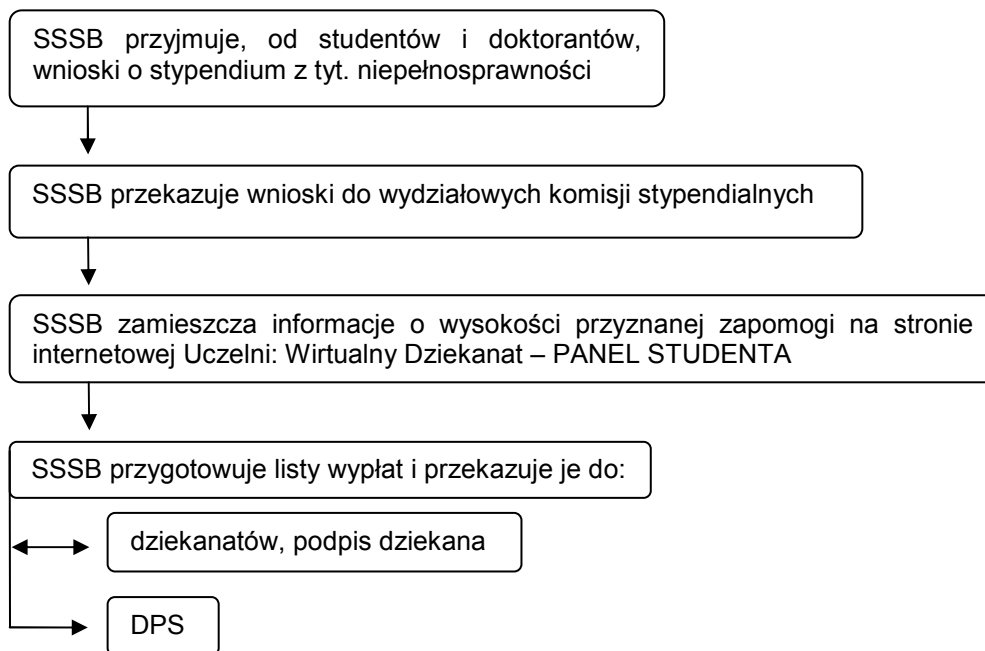 SSSB przyjmuje, od studentów i doktorantów,
wnioski o stypendium z tyt. niepełnosprawności
SSSB przekazuje wnioski do wydziałowych komisji stypendialnych
SSSB zamieszcza informacje o wysokości przyznanej zapomogi na stronie
internetowej Uczelni: Wirtualny Dziekanat – PANEL STUDENTA
SSSB przygotowuje listy wypłat i przekazuje je do:
dziekanatów, podpis dziekana
DPS